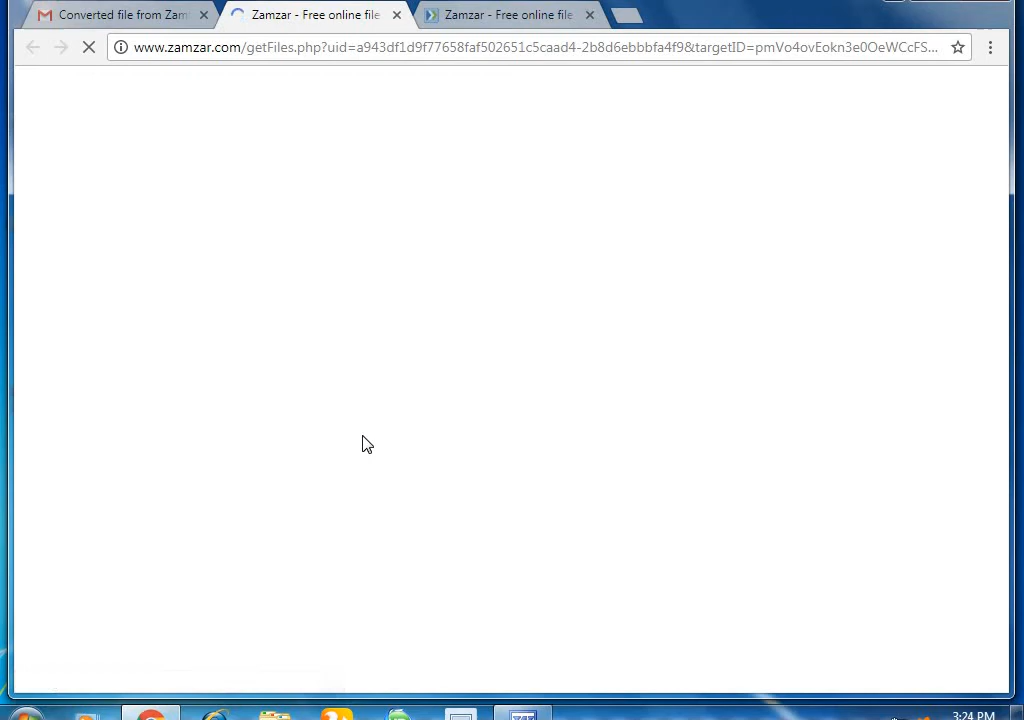 Converted file from Zam
Zamzar - Free online file
Zamzar - Free online file
www.zamzar.com/getFiles.php?uid=a943df1d9f77658faf502651c5caad4-2b8d6ebbbfa4f9&targetID=pmVo4ovEokn3e0OeWCcFS...
3:24 PM